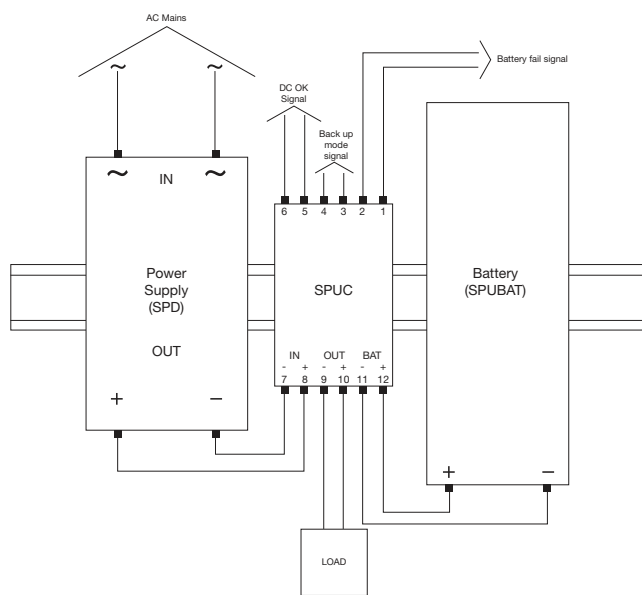 AC Mains
~ ~
DC OK
Signal
Battery fail signal
Back up
mode
signal
~ IN ~
6 5 4 3 2 1
Power
Supply
(SPD)
SPUC
Battery
(SPUBAT)
OUT
IN OUT BAT
- + - + - +
7 8 9 10 11 12
+ −
+ −
LOAD